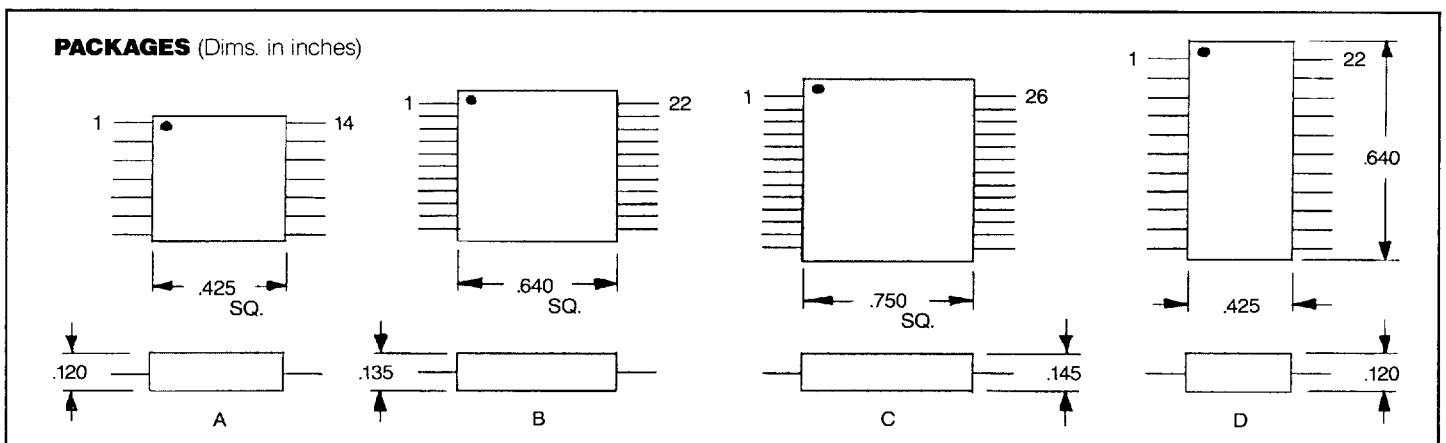 PACKAGES (Dims. in inches)
1 14
.425
SQ.
.120
A
1 22
.640
SQ.
.135
B
1 26
.750
SQ.
.145
C
1 22
.640
.425
.120
D